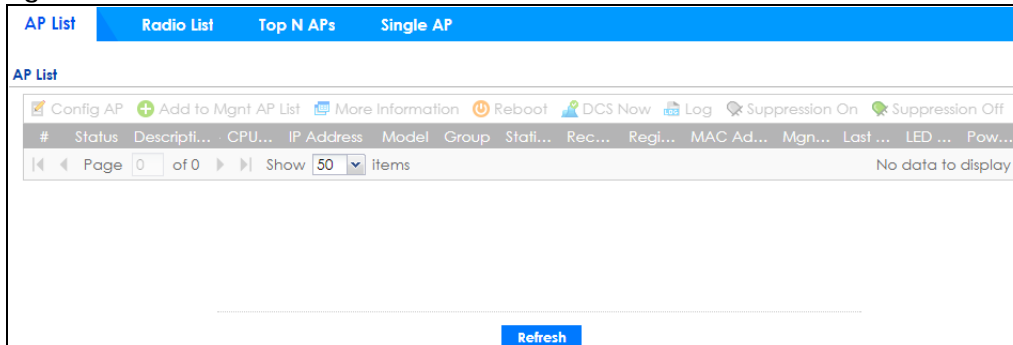 AP List Radio List Top N APs Single AP
AP List
Config AP Add to Mgnt AP List More Information Reboot DCS Now Log Suppression On Suppression Off
# Status Descripti... CPU... IP Address Model Group Stati... Rec... Regi... MAC Ad... Mgn... Last ... LED ... Pow...
Page 0 of 0 Show 50 items No data to display
Refresh